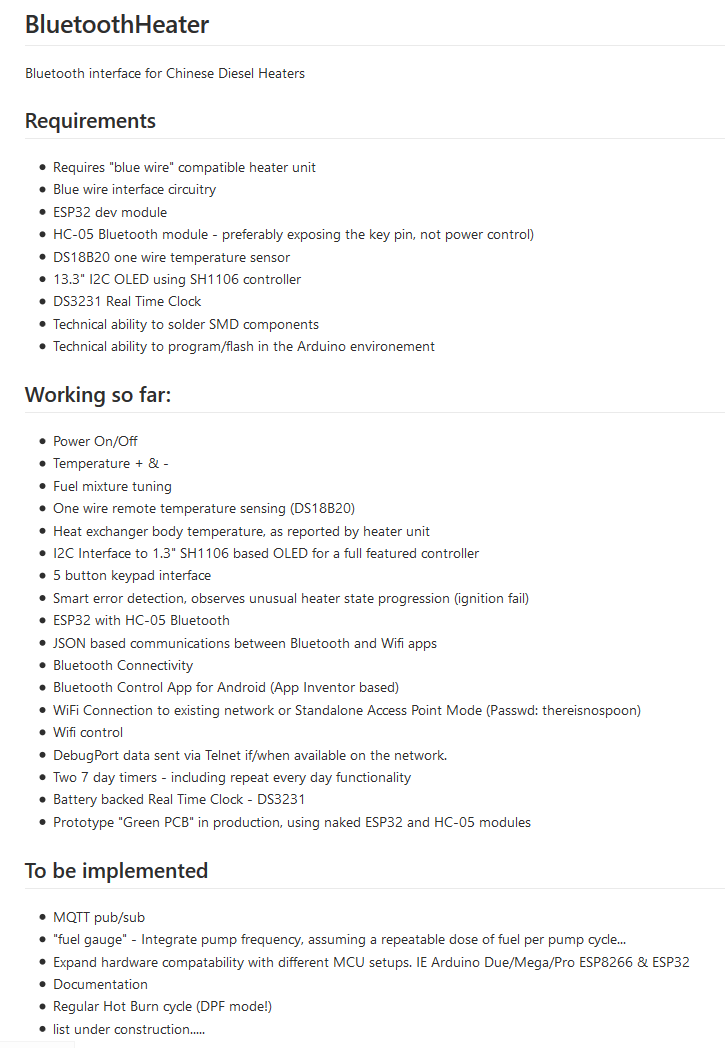 BluetoothHeater
Bluetooth interface for Chinese Diesel Heaters
Requirements
• Requires "blue wire" compatible heater unit
• Blue wire interface circuitry
• ESP32 dev module
• HC-05 Bluetooth module - preferably exposing the key pin, not power control)
• DS18B20 one wire temperature sensor
• 13.3" I2C OLED using SH1106 controller
• DS3231 Real Time Clock
• Technical ability to solder SMD components
• Technical ability to program/flash in the Arduino environement
Working so far:
• Power On/Off
• Temperature + & -
• Fuel mixture tuning
• One wire remote temperature sensing (DS18B20)
• Heat exchanger body temperature, as reported by heater unit
• I2C Interface to 1.3" SH1106 based OLED for a full featured controller
• 5 button keypad interface
• Smart error detection, observes unusual heater state progression (ignition fail)
• ESP32 with HC-05 Bluetooth
• JSON based communications between Bluetooth and Wifi apps
• Bluetooth Connectivity
• Bluetooth Control App for Android (App Inventor based)
• WiFi Connection to existing network or Standalone Access Point Mode (Passwd: thereisnospoon)
• Wifi control
• DebugPort data sent via Telnet if/when available on the network.
• Two 7 day timers - including repeat every day functionality
• Battery backed Real Time Clock - DS3231
• Prototype "Green PCB" in production, using naked ESP32 and HC-05 modules
To be implemented
• MQTT pub/sub
• "fuel gauge" - Integrate pump frequency, assuming a repeatable dose of fuel per pump cycle...
• Expand hardware compatability with different MCU setups. IE Arduino Due/Mega/Pro ESP8266 & ESP32
• Documentation
• Regular Hot Burn cycle (DPF mode!)
• list under construction.....